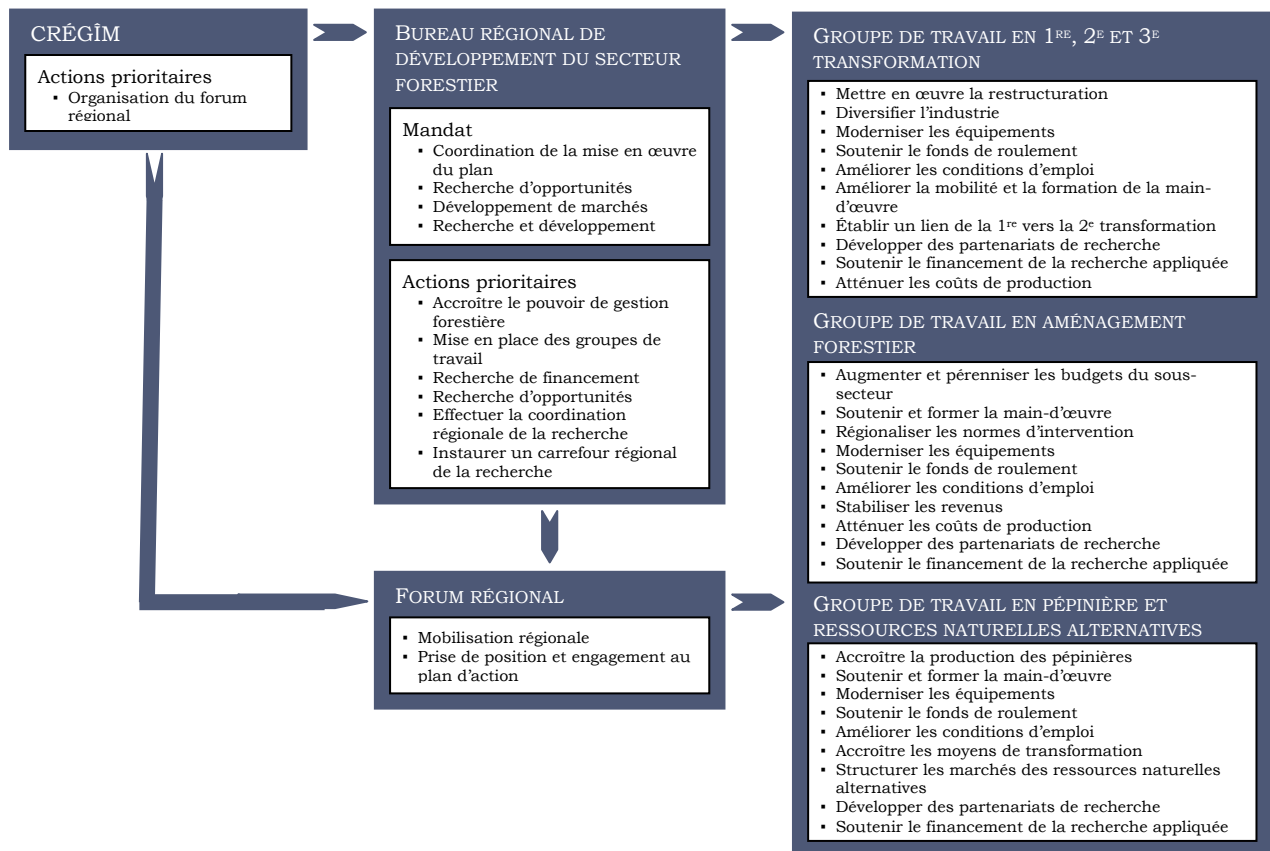 CRÉGÎM
Actions prioritaires
▪ Organisation du forum
régional
BUREAU RÉGIONAL DE
DÉVELOPPEMENT DU SECTEUR
FORESTIER
Mandat
▪ Coordination de la mise en œuvre
du plan
▪ Recherche d’opportunités
▪ Développement de marchés
▪ Recherche et développement
Actions prioritaires
▪ Accroître le pouvoir de gestion
forestière
▪ Mise en place des groupes de
travail
▪ Recherche de financement
▪ Recherche d’opportunités
▪ Effectuer la coordination
régionale de la recherche
▪ Instaurer un carrefour régional
de la recherche
FORUM RÉGIONAL
▪ Mobilisation régionale
▪ Prise de position et engagement au
plan d’action
GROUPE DE TRAVAIL EN 1RE, 2E ET 3E
TRANSFORMATION
▪ Mettre en œuvre la restructuration
▪ Diversifier l’industrie
▪ Moderniser les équipements
▪ Soutenir le fonds de roulement
▪ Améliorer les conditions d’emploi
▪ Améliorer la mobilité et la formation de la main-
d’œuvre
▪ Établir un lien de la 1re vers la 2e transformation
▪ Développer des partenariats de recherche
▪ Soutenir le financement de la recherche appliquée
▪ Atténuer les coûts de production
GROUPE DE TRAVAIL EN AMÉNAGEMENT
FORESTIER
▪ Augmenter et pérenniser les budgets du sous-
secteur
▪ Soutenir et former la main-d’œuvre
▪ Régionaliser les normes d’intervention
▪ Moderniser les équipements
▪ Soutenir le fonds de roulement
▪ Améliorer les conditions d’emploi
▪ Stabiliser les revenus
▪ Atténuer les coûts de production
▪ Développer des partenariats de recherche
▪ Soutenir le financement de la recherche appliquée
GROUPE DE TRAVAIL EN PÉPINIÈRE ET
RESSOURCES NATURELLES ALTERNATIVES
▪ Accroître la production des pépinières
▪ Soutenir et former la main-d’œuvre
▪ Moderniser les équipements
▪ Soutenir le fonds de roulement
▪ Améliorer les conditions d’emploi
▪ Accroître les moyens de transformation
▪ Structurer les marchés des ressources naturelles
alternatives
▪ Développer des partenariats de recherche
▪ Soutenir le financement de la recherche appliquée